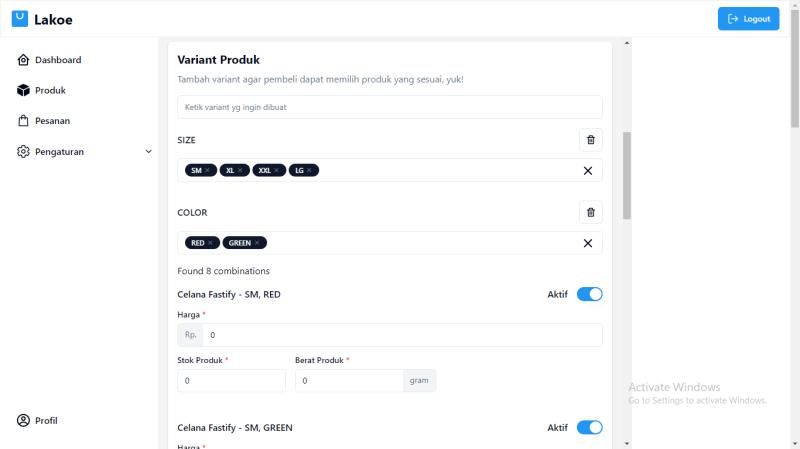 Lakoe
Logout
Dashboard
Produk
Pesanan
Pengaturan
Profil
Variant Produk
Tambah variant agar pembeli dapat memilih produk yang sesuai, yuk!
Ketik variant yg ingin dibuat
SIZE
SM × XL × XXL × LG ×
COLOR
RED × GREEN ×
Found 8 combinations
Celana Fastify - SM, RED Aktif
Harga *
Rp. 0
Stok Produk * Berat Produk *
0 0 gram
Celana Fastify - SM, GREEN Aktif
Harga *
Activate Windows
Go to Settings to activate Windows.